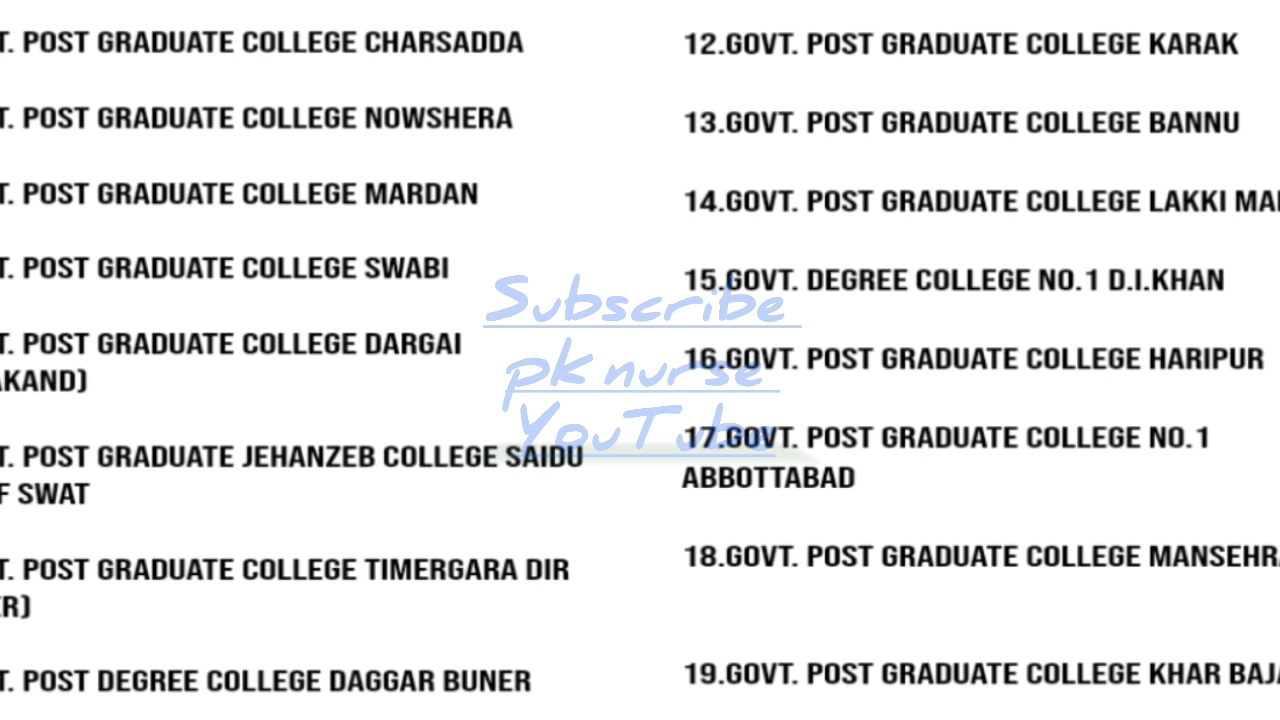 T. POST GRADUATE COLLEGE CHARSADDA
T. POST GRADUATE COLLEGE NOWSHERA
T. POST GRADUATE COLLEGE MARDAN
T. POST GRADUATE COLLEGE SWABI
T. POST GRADUATE COLLEGE DARGAI
AKAND)
T. POST GRADUATE JEHANZEB COLLEGE SAIDU
F SWAT
T. POST GRADUATE COLLEGE TIMERGARA DIR
ER)
T. POST DEGREE COLLEGE DAGGAR BUNER
12.GOVT. POST GRADUATE COLLEGE KARAK
13.GOVT. POST GRADUATE COLLEGE BANNU
14.GOVT. POST GRADUATE COLLEGE LAKKI MA
15.GOVT. DEGREE COLLEGE NO.1 D.I.KHAN
16.GOVT. POST GRADUATE COLLEGE HARIPUR
17.GOVT. POST GRADUATE COLLEGE NO.1
ABBOTTABAD
18.GOVT. POST GRADUATE COLLEGE MANSEHRA
19.GOVT. POST GRADUATE COLLEGE KHAR BAJA
Subscribe
pk nurse
YouTube